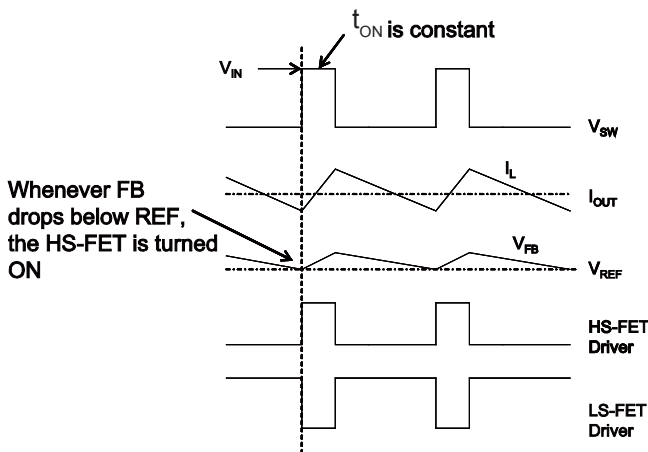 tON is constant
VIN
VSW
IL
IOUT
Whenever FB
drops below REF,
the HS-FET is turned
ON
VFB
VREF
HS-FET
Driver
LS-FET
Driver